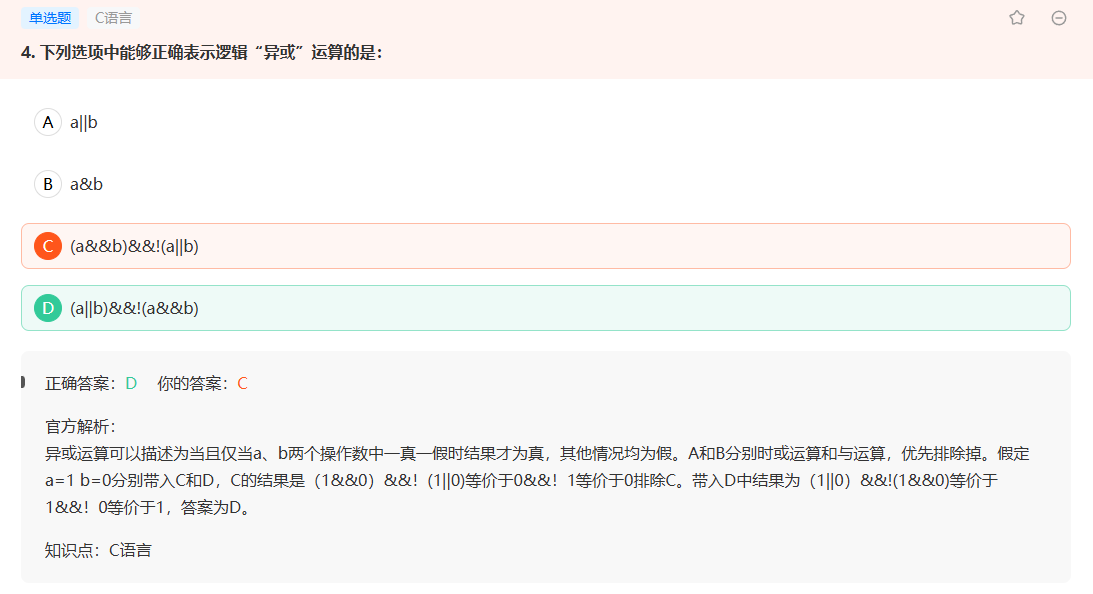 单选题 C语言
4. 下列选项中能够正确表示逻辑“异或”运算的是：
A a||b
B a&b
C (a&&b)&&!(a||b)
D (a||b)&&!(a&&b)
正确答案：D 你的答案：C
官方解析：
异或运算可以描述为当且仅当a、b两个操作数中一真一假时结果才为真，其他情况均为假。A和B分别时或运算和与运算，优先排除掉。假定
a=1 b=0分别带入C和D，C的结果是（1&&0）&&！(1||0)等价于0&&！1等价于0排除C。带入D中结果为（1||0）&&!(1&&0)等价于
1&&！0等价于1，答案为D。
知识点：C语言